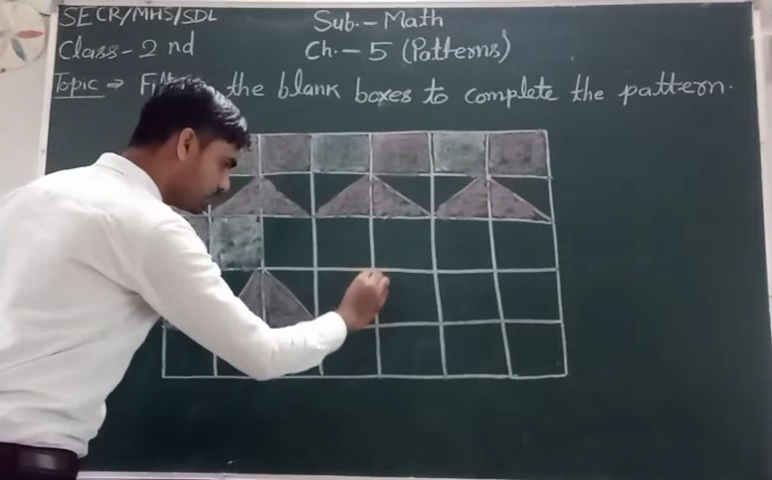 SECR/MHS/SDL
Sub.- Math
Class- 2 nd
Ch.- 5 (Patterns)
Topic ⇒ the blank boxes to complete the pattern.